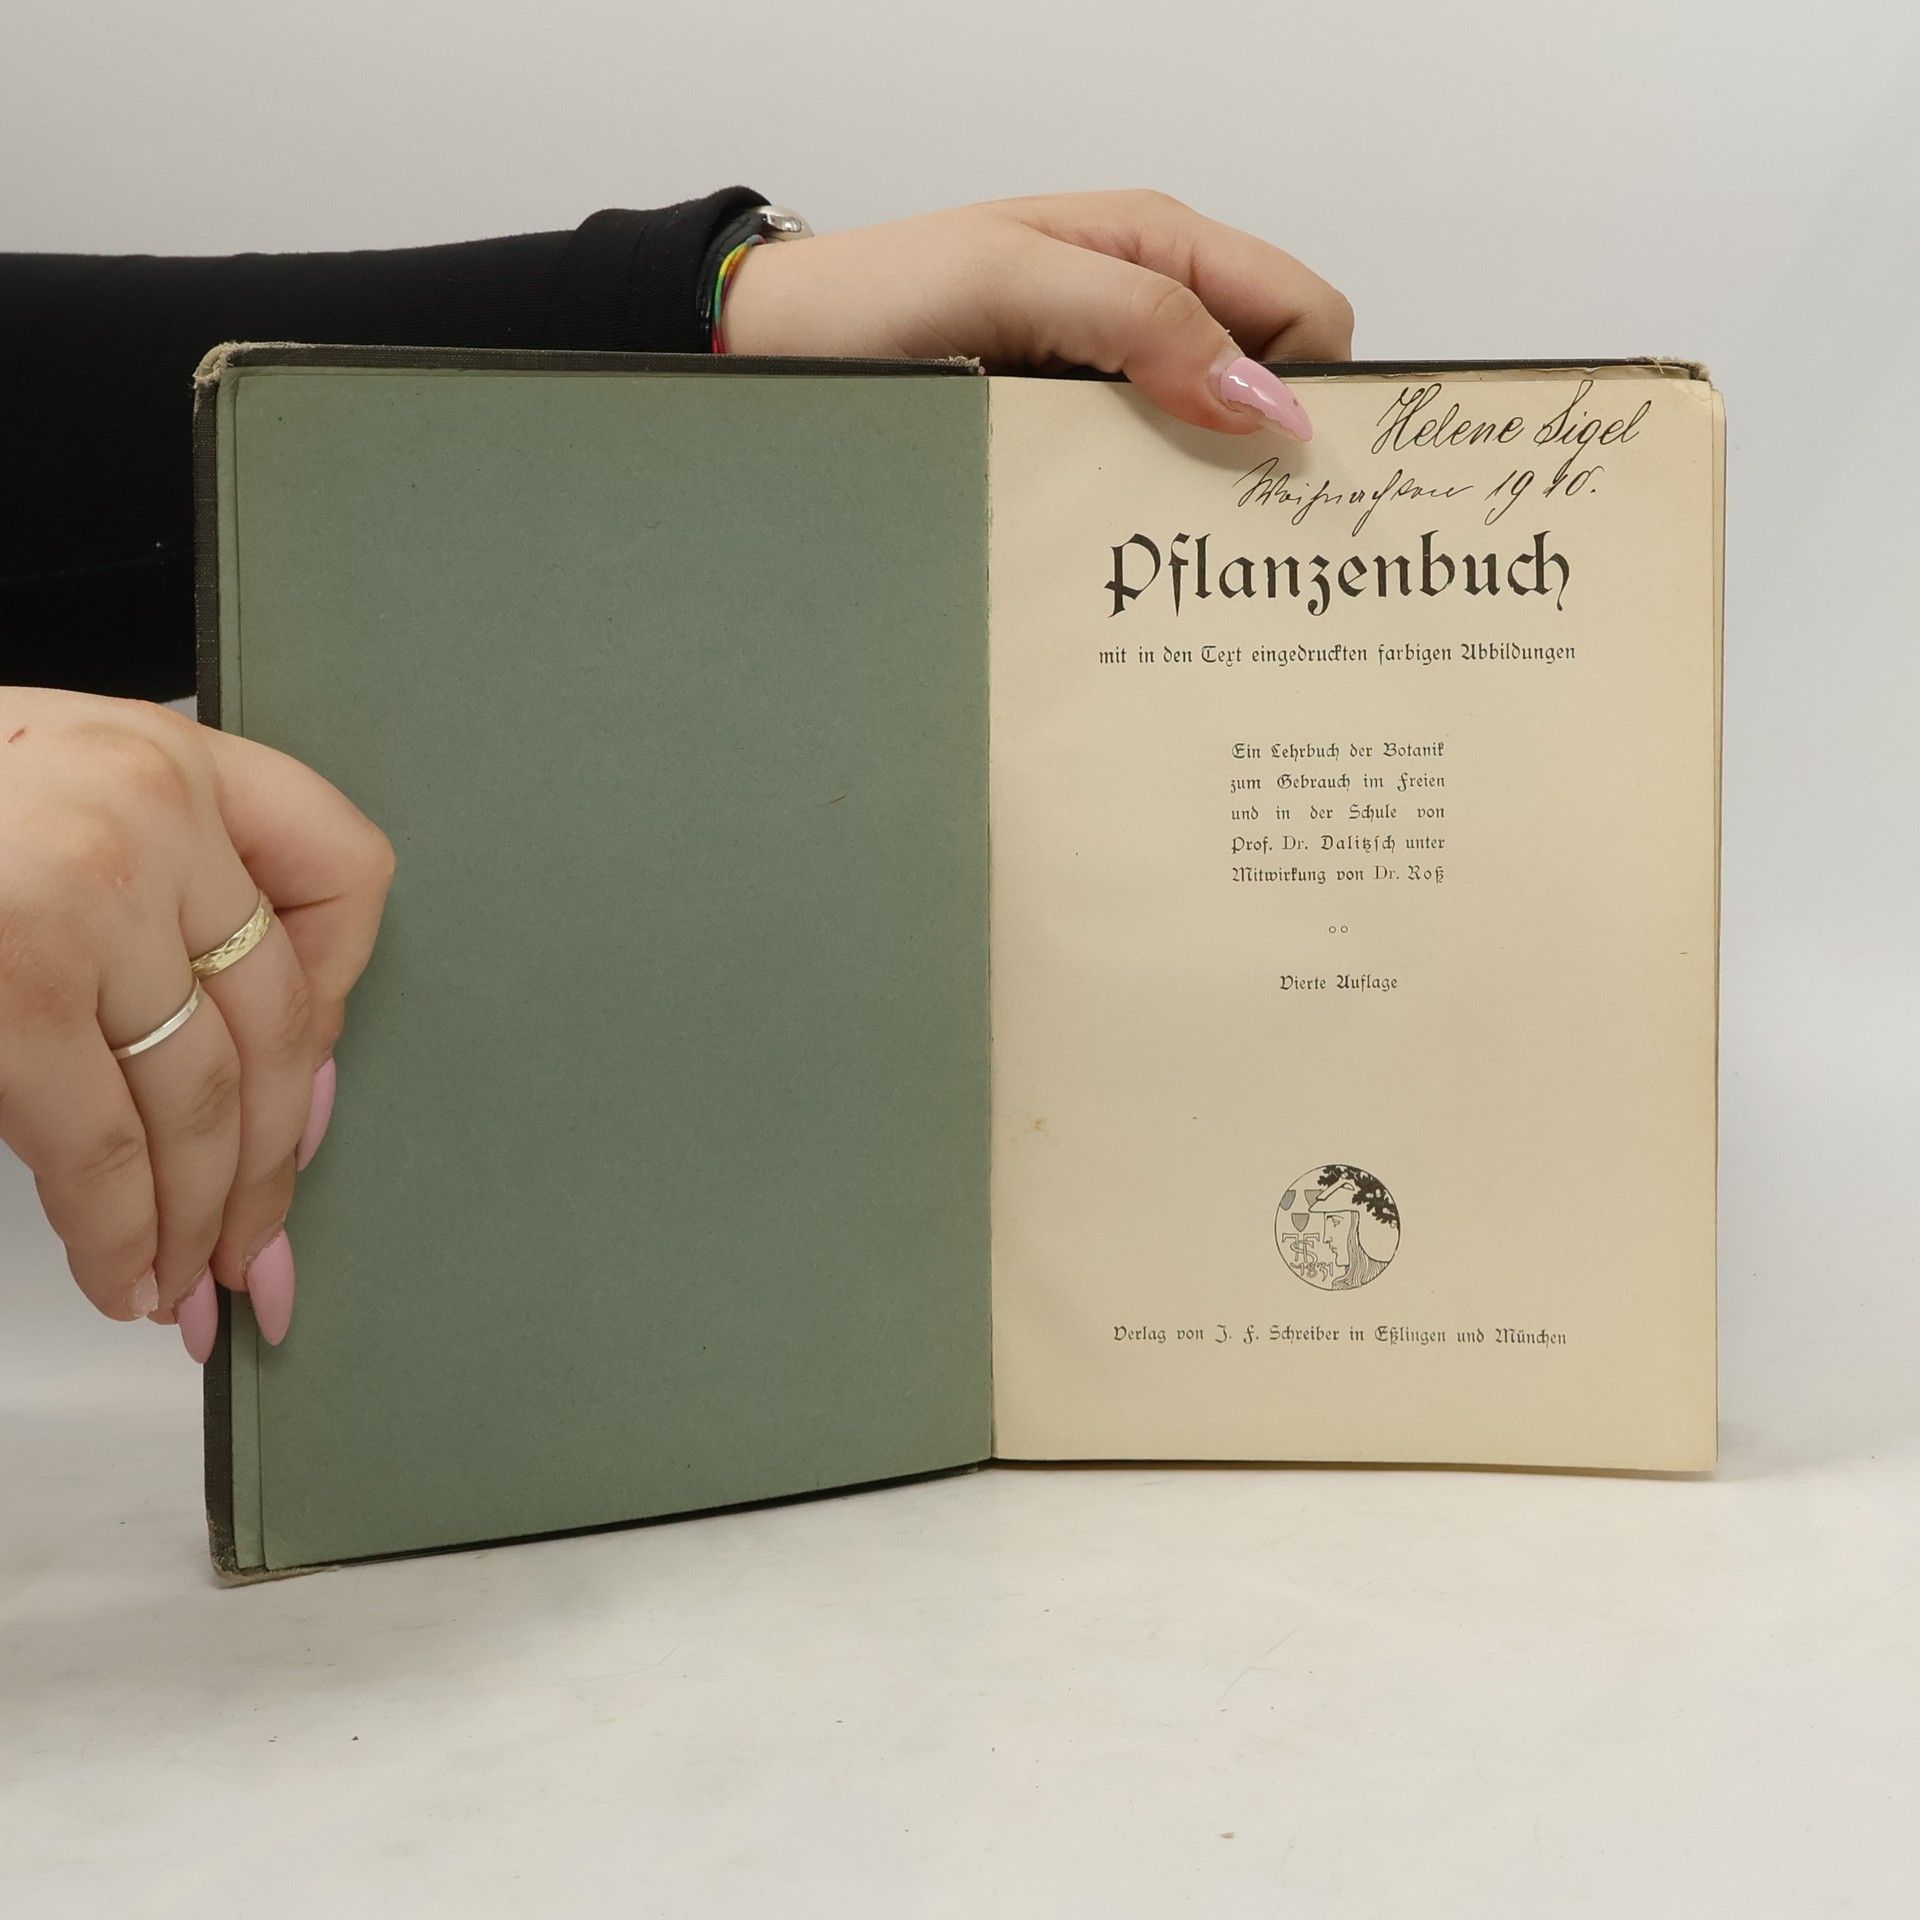 Helene Sigel
Weihnachten 1910.
Pflanzenbuch
mit in den Text eingedruckten farbigen Abbildungen
Ein Lehrbuch der Botanik
zum Gebrauch im Freien
und in der Schule von
Prof. Dr. Dalitzsch unter
Mitwirkung von Dr. Roß
Vierte Auflage
JFS
1831
Verlag von J. F. Schreiber in Eßlingen und München